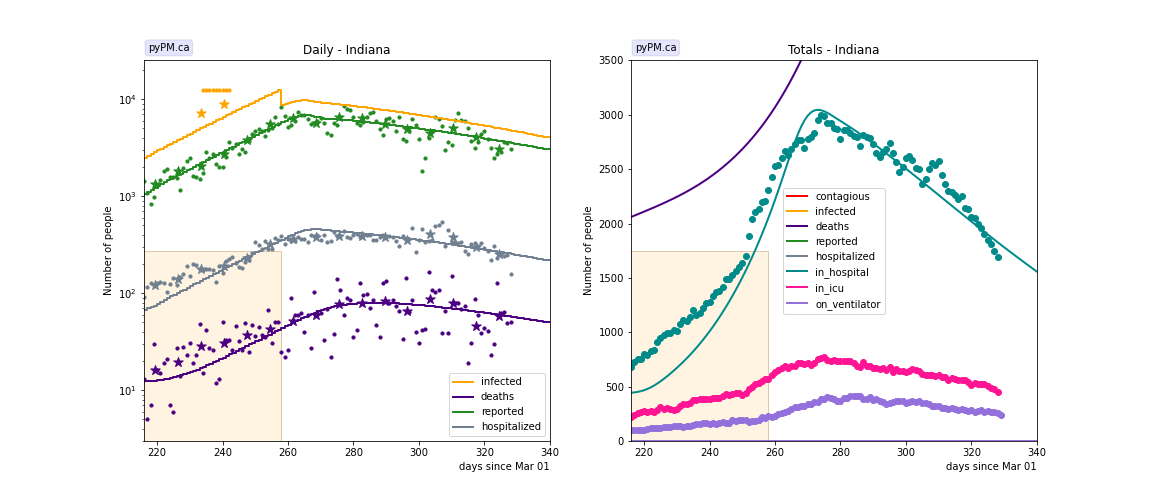 pyPM.ca
Daily - Indiana
Number of people
10⁴
10³
10²
10¹
220 240 260 280 300 320 340
days since Mar 01
infected
deaths
reported
hospitalized
pyPM.ca
Totals - Indiana
Number of people
3500
3000
2500
2000
1500
1000
500
0
220 240 260 280 300 320 340
days since Mar 01
contagious
infected
deaths
reported
hospitalized
in_hospital
in_icu
on_ventilator